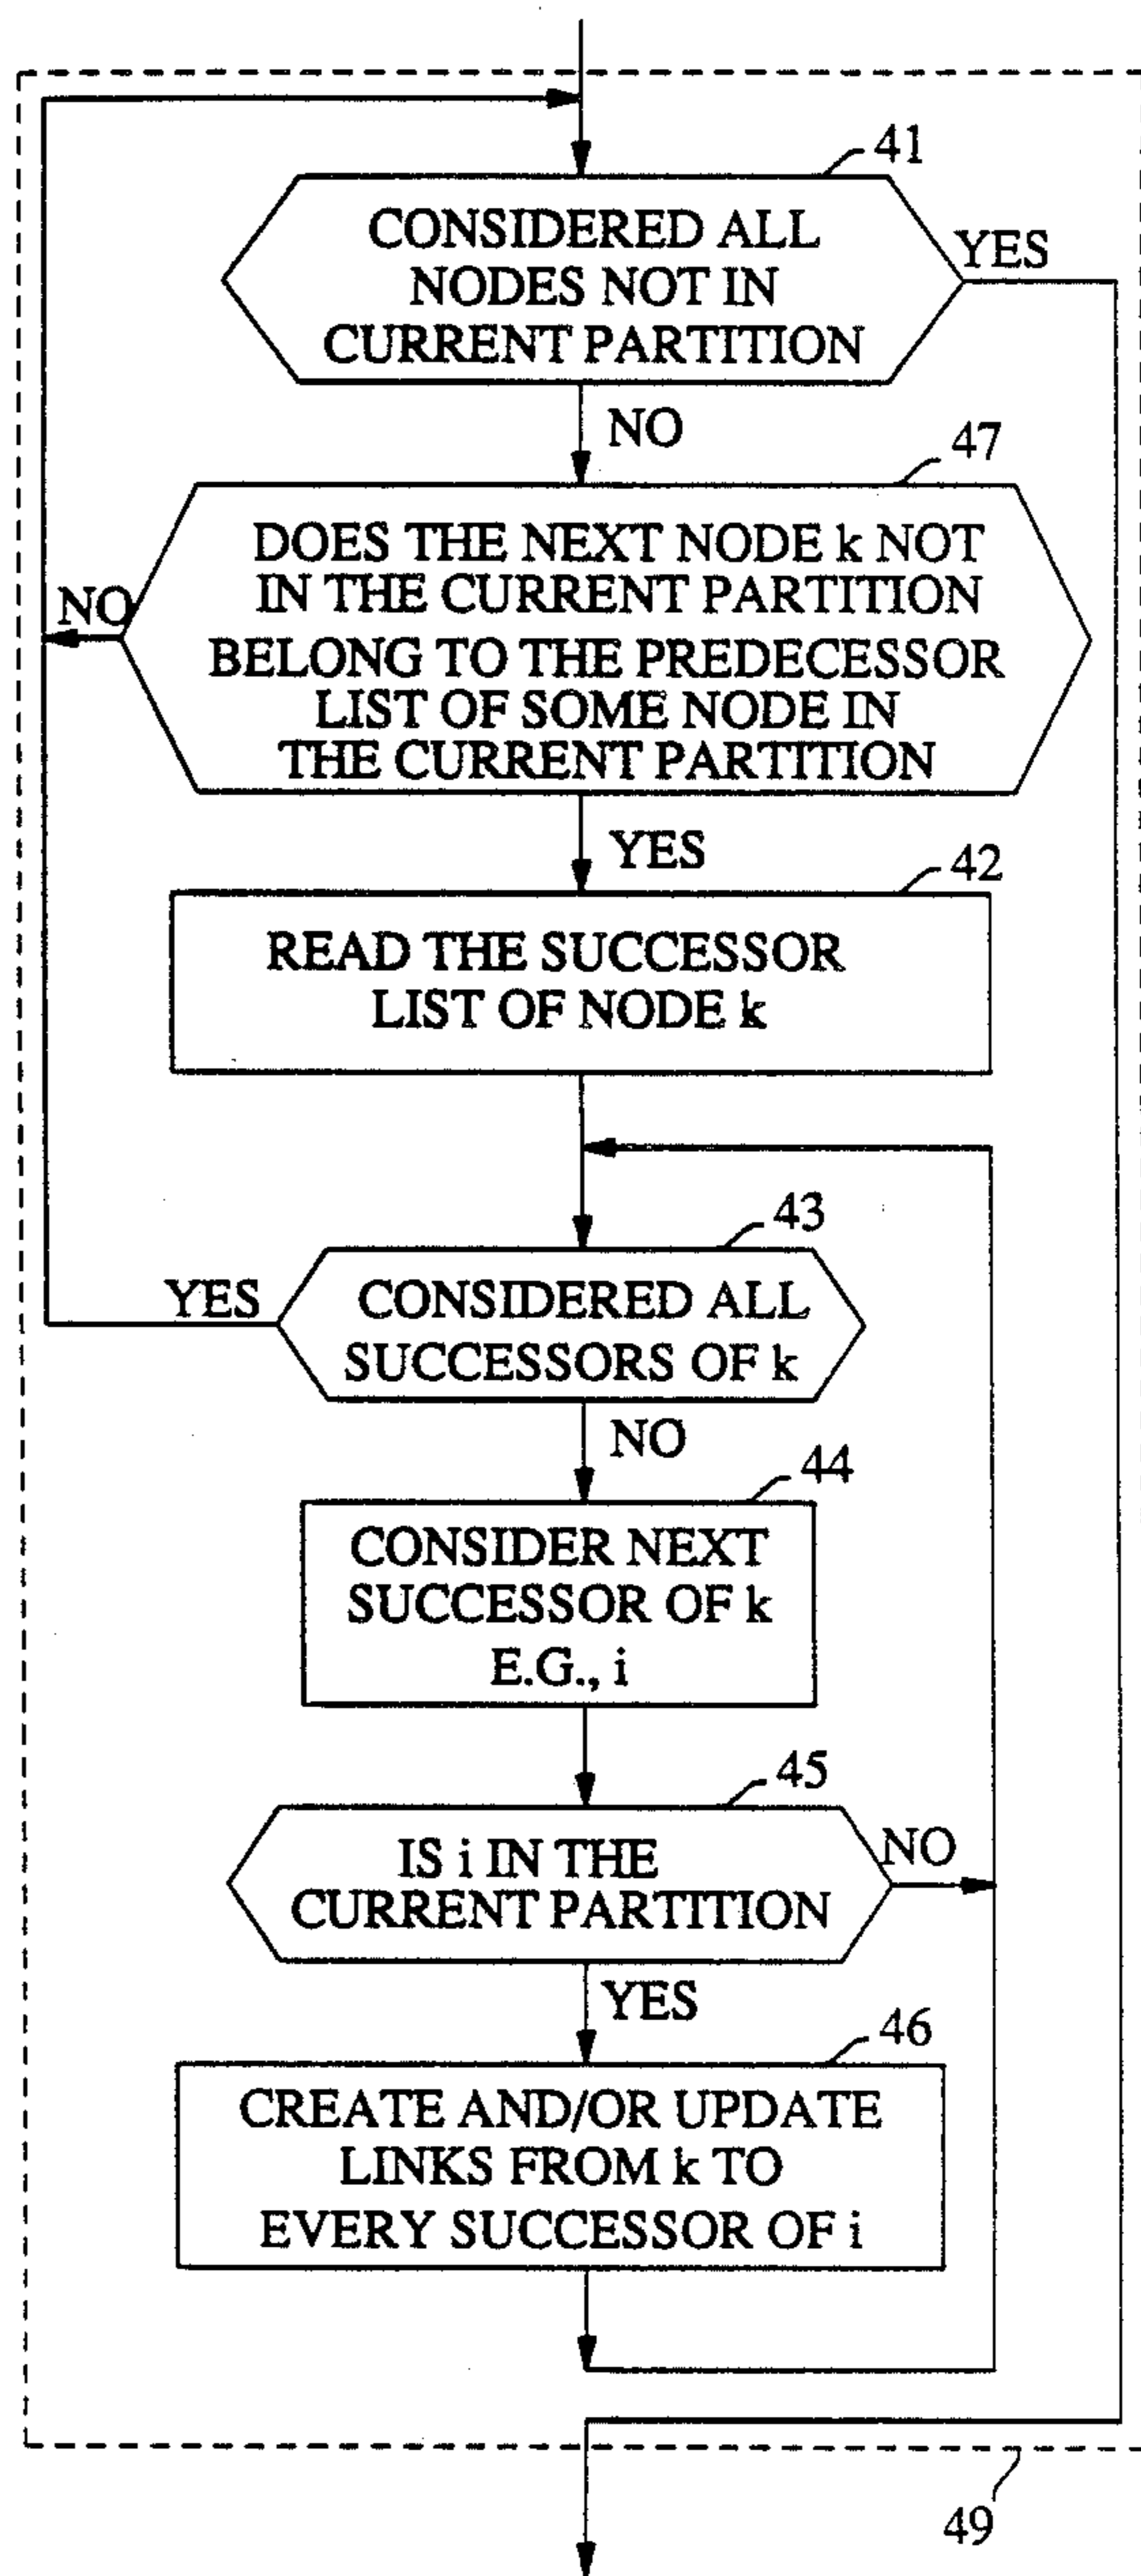 41
CONSIDERED ALL
NODES NOT IN
CURRENT PARTITION
YES
NO
47
DOES THE NEXT NODE k NOT
IN THE CURRENT PARTITION
BELONG TO THE PREDECESSOR
LIST OF SOME NODE IN
THE CURRENT PARTITION
NO
YES
42
READ THE SUCCESSOR
LIST OF NODE k
43
CONSIDERED ALL
SUCCESSORS OF k
YES
NO
44
CONSIDER NEXT
SUCCESSOR OF k
E.G., i
45
IS i IN THE
CURRENT PARTITION
NO
YES
46
CREATE AND/OR UPDATE
LINKS FROM k TO
EVERY SUCCESSOR OF i
49